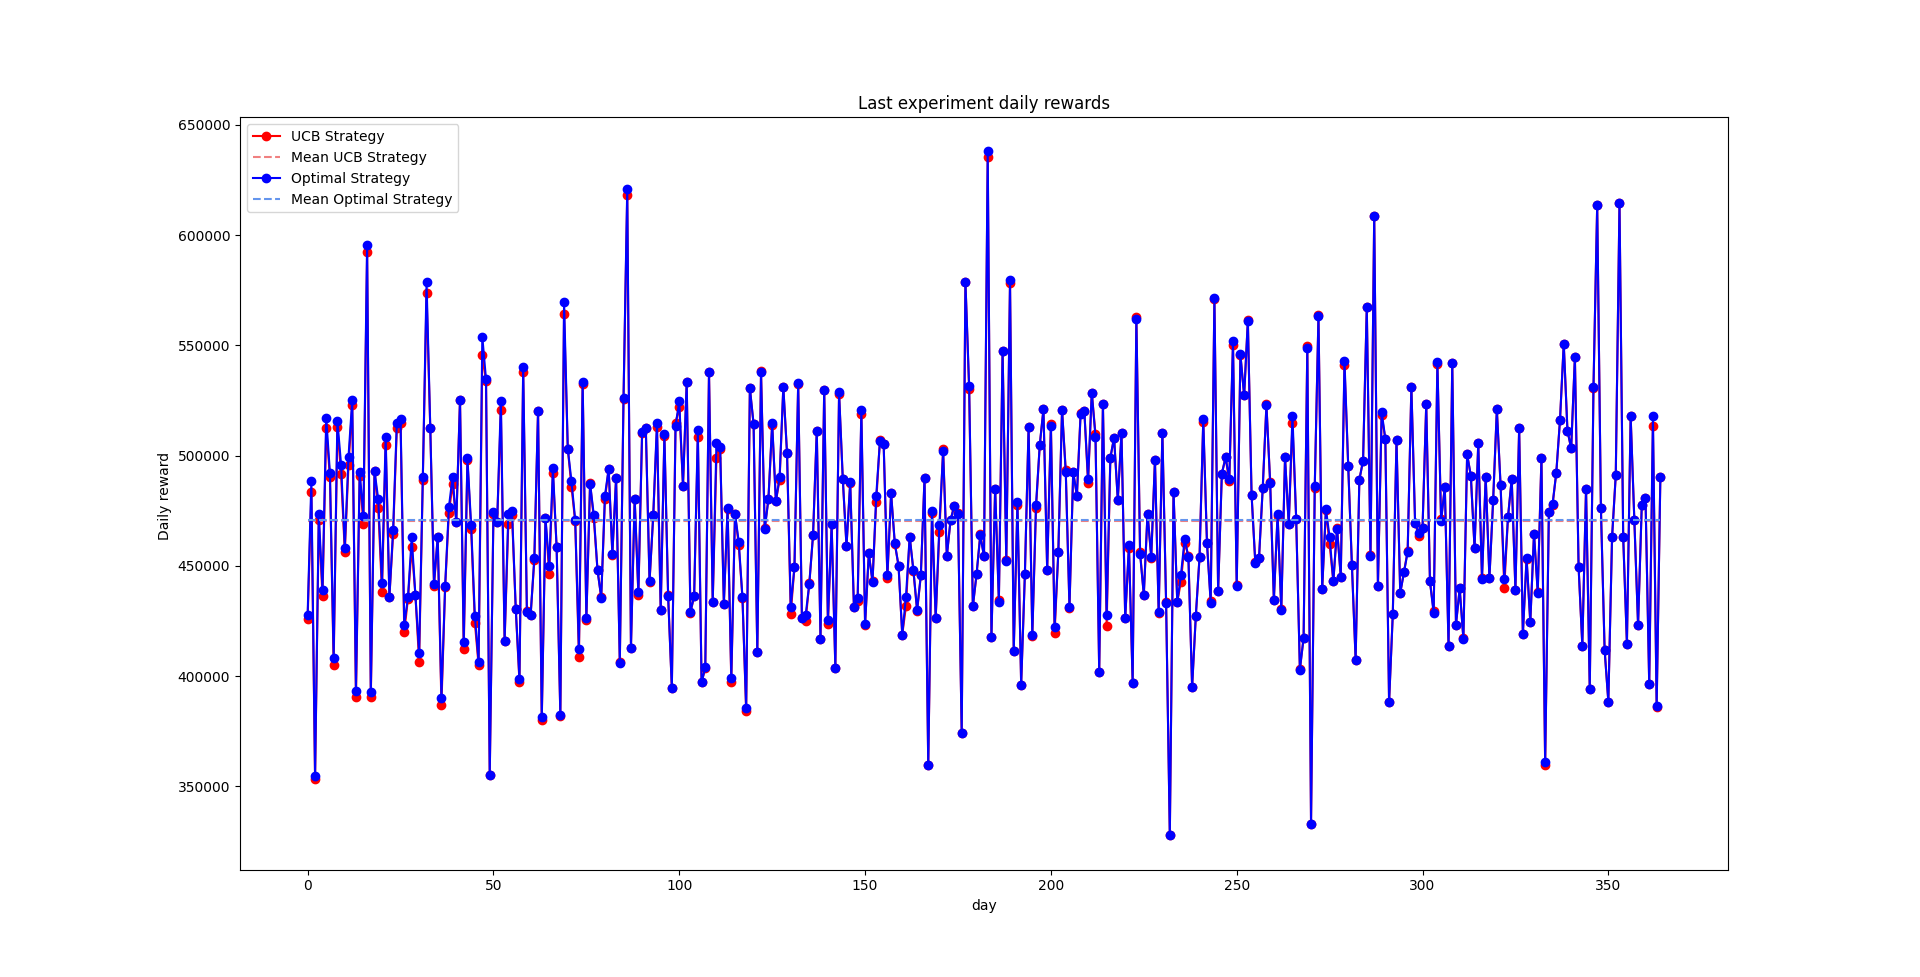 Last experiment daily rewards
UCB Strategy
Mean UCB Strategy
Optimal Strategy
Mean Optimal Strategy
650000
600000
550000
500000
450000
400000
350000
Daily reward
0 50 100 150 200 250 300 350
day